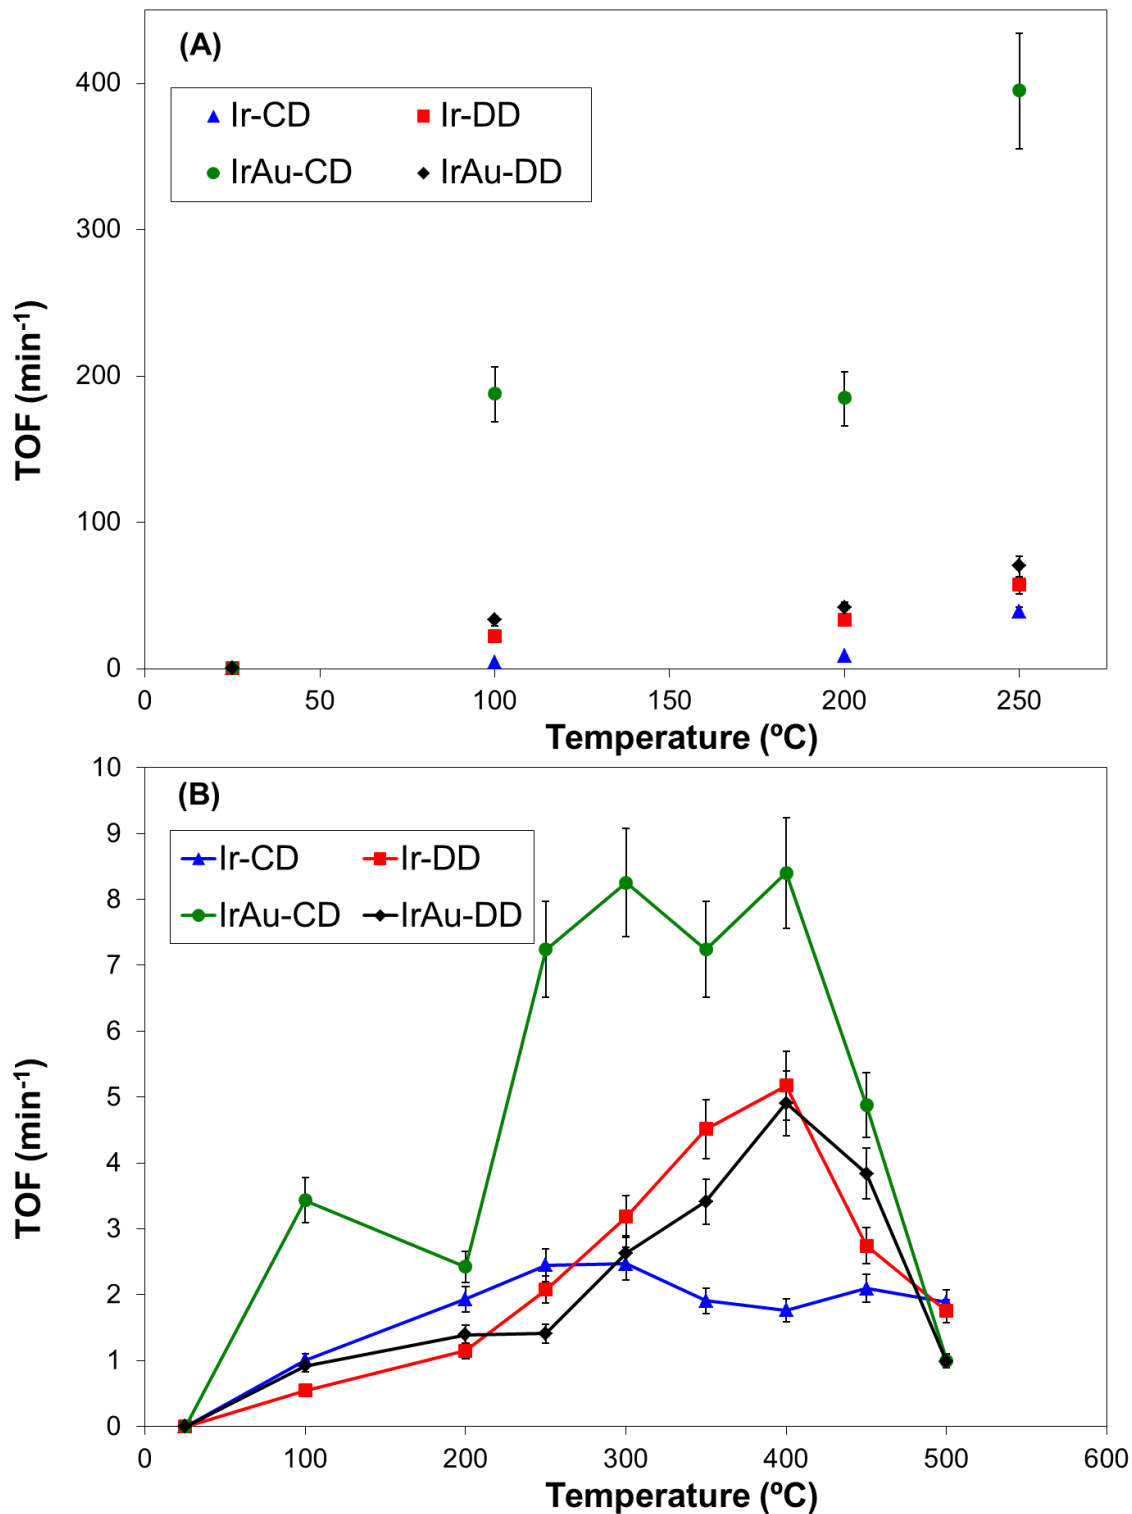 (A)
Ir-CD Ir-DD
IrAu-CD IrAu-DD
400
300
200
100
0
TOF (min-1)
0 50 100 150 200 250
Temperature (ºC)
(B)
Ir-CD Ir-DD
IrAu-CD IrAu-DD
10
9
8
7
6
5
4
3
2
1
0
TOF (min-1)
0 100 200 300 400 500 600
Temperature (ºC)